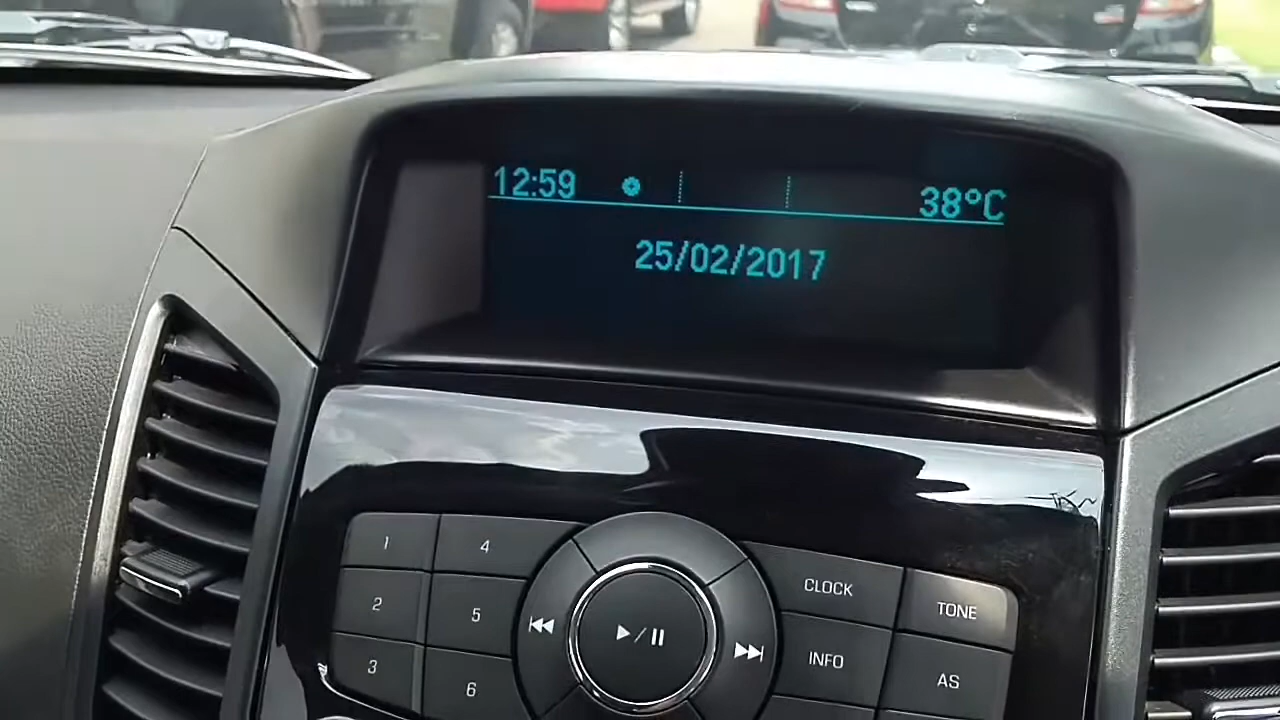 12:59 38°C
25/02/2017
1 4 CLOCK TONE
2 5 INFO AS
3 6